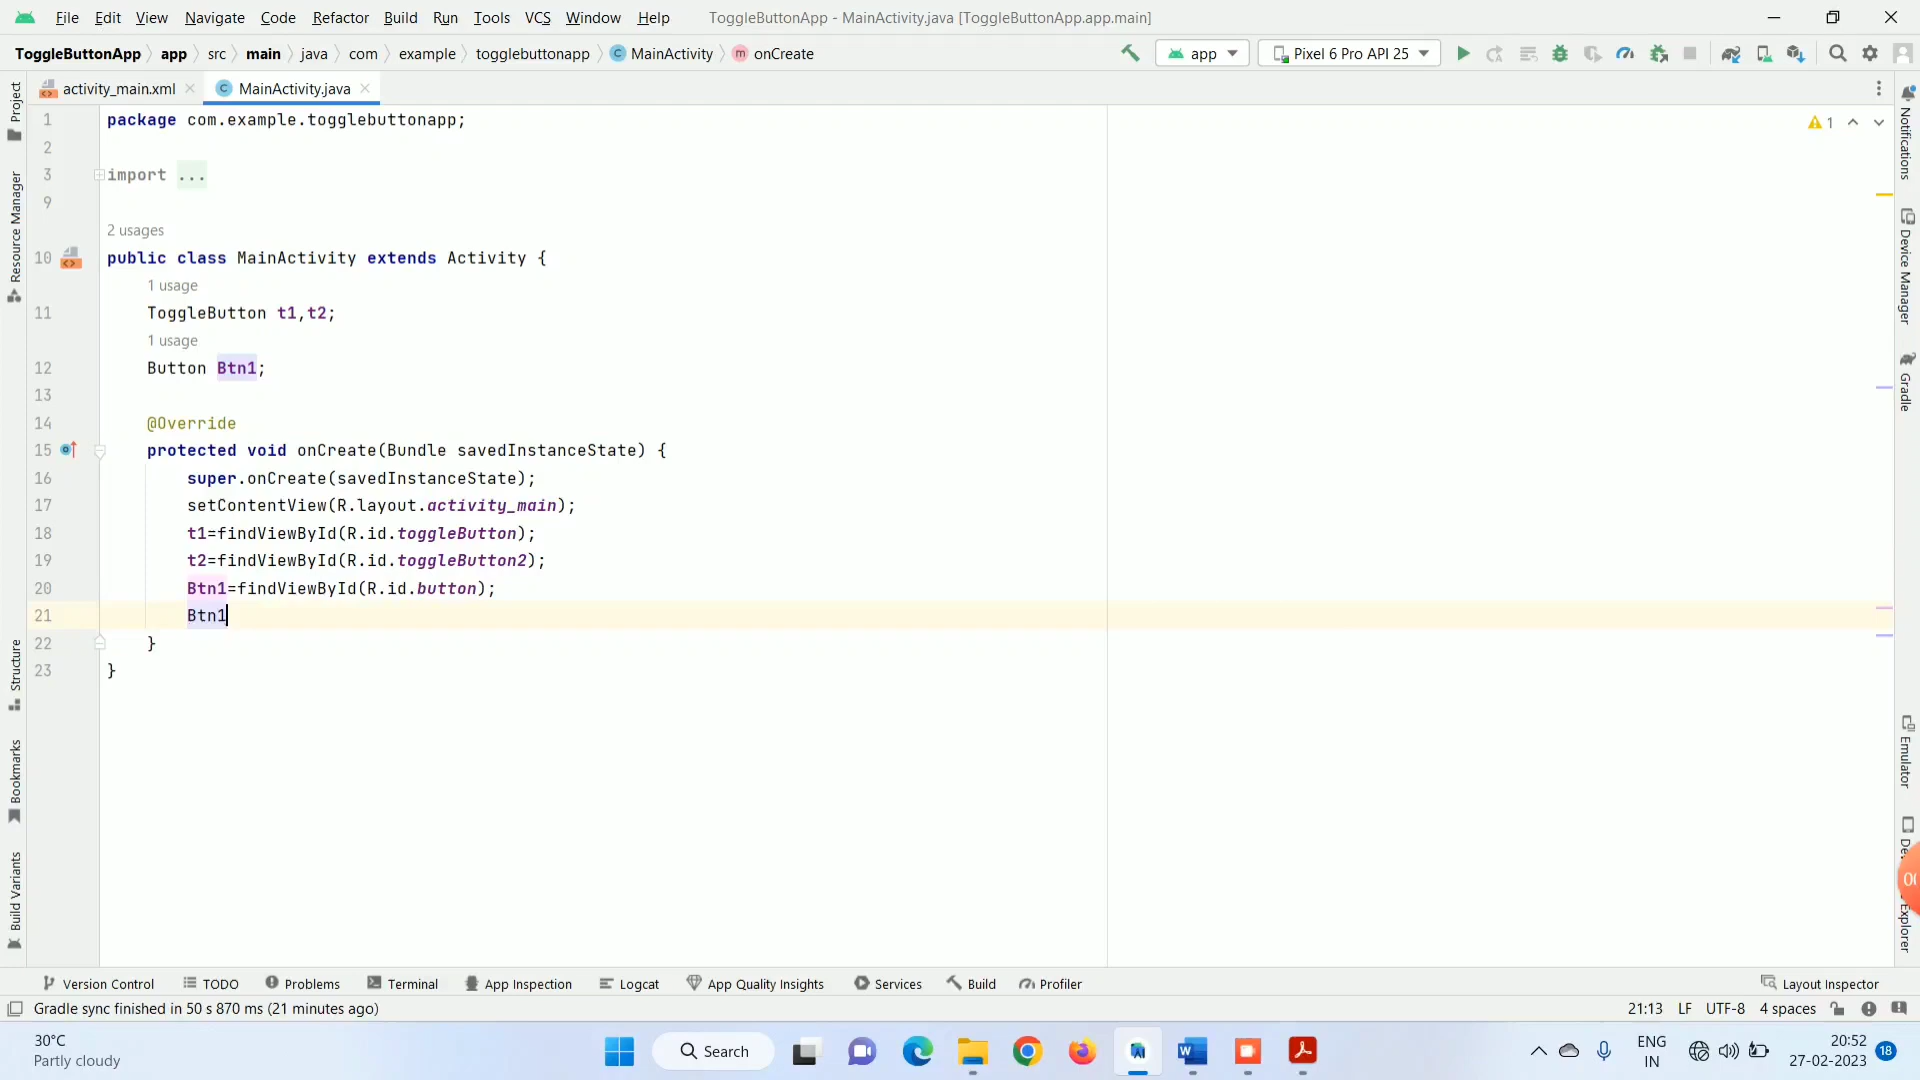 File Edit View Navigate Code Refactor Build Run Tools VCS Window Help ToggleButtonApp - MainActivity.java [ToggleButtonApp.app.main]
ToggleButtonApp app src main java com example togglebuttonapp MainActivity onCreate app Pixel 6 Pro API 25
activity_main.xml MainActivity.java
1 package com.example.togglebuttonapp;
2
3 import ...
9
2 usages
10 public class MainActivity extends Activity {
1 usage
11 ToggleButton t1,t2;
1 usage
12 Button Btn1;
13
14 @Override
15 protected void onCreate(Bundle savedInstanceState) {
16 super.onCreate(savedInstanceState);
17 setContentView(R.layout.activity_main);
18 t1=findViewById(R.id.toggleButton);
19 t2=findViewById(R.id.toggleButton2);
20 Btn1=findViewById(R.id.button);
21 Btn1
22 }
23 }
1
Project
Resource Manager
Structure
Bookmarks
Build Variants
Notifications
Device Manager
Gradle
Emulator
Explorer
Version Control TODO Problems Terminal App Inspection Logcat App Quality Insights Services Build Profiler Layout Inspector
Gradle sync finished in 50 s 870 ms (21 minutes ago) 21:13 LF UTF-8 4 spaces
30°C
Partly cloudy
Search
ENG
IN
20:52
27-02-2023
18